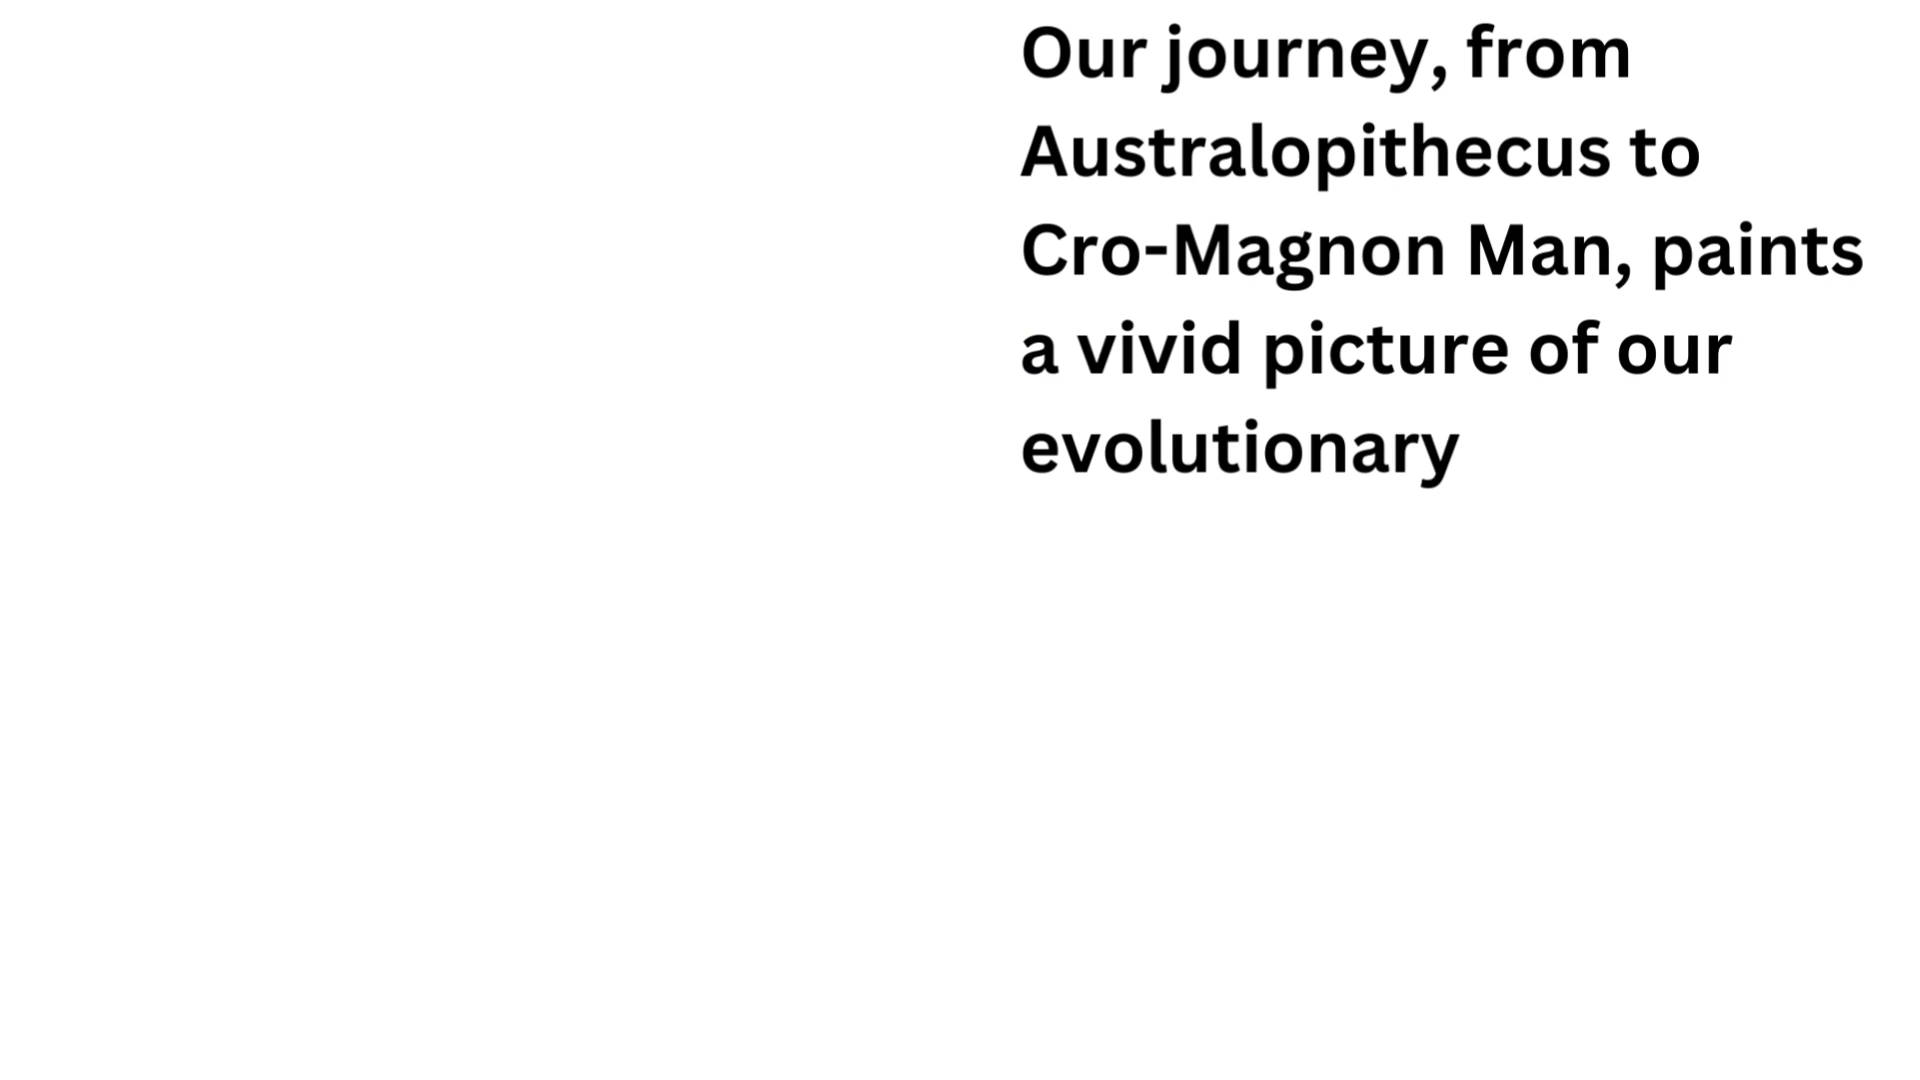 Our journey, from
Australopithecus to
Cro-Magnon Man, paints
a vivid picture of our
evolutionary